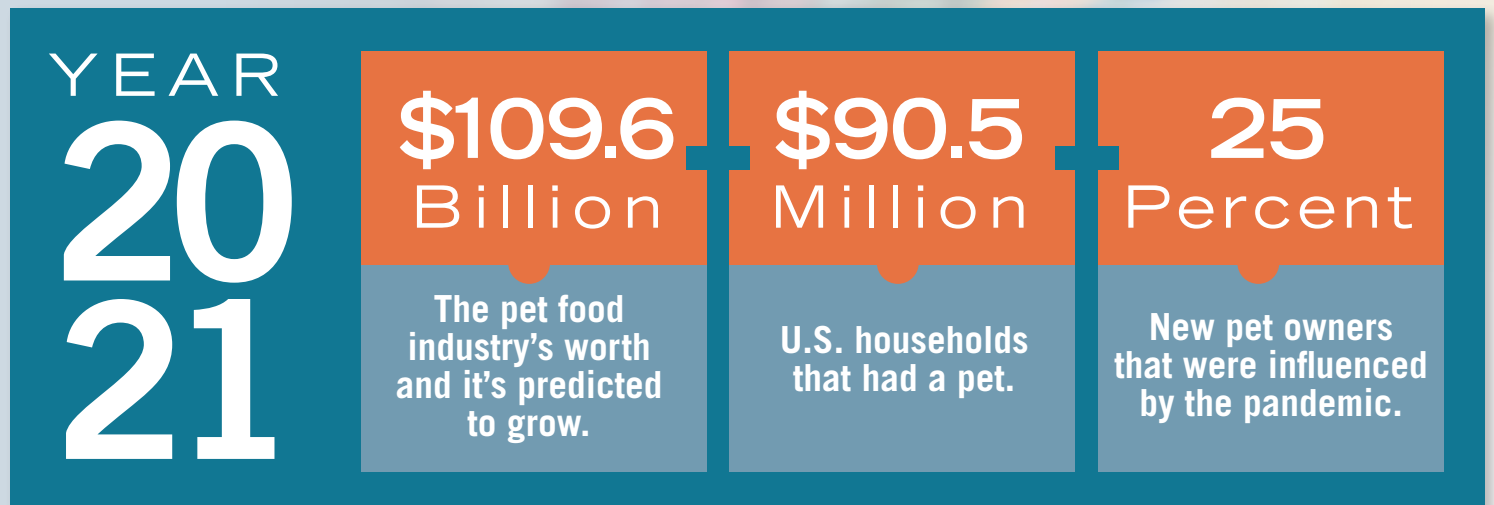 YEAR
20
21
$109.6
Billion
The pet food
industry's worth
and it's predicted
to grow.
$90.5
Million
U.S. households
that had a pet.
25
Percent
New pet owners
that were influenced
by the pandemic.